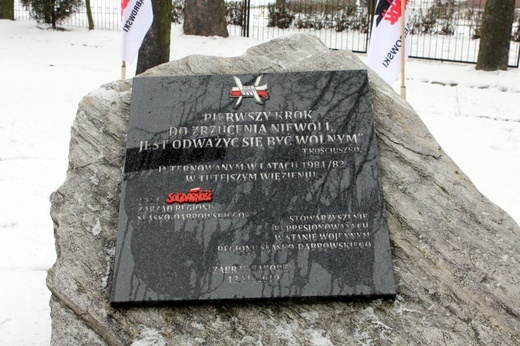 "PIERWSZY KROK
DO ZRZUCENIA NIEWOLI,
JEST ODWAŻYĆ SIĘ BYĆ WOLNYM"
T.KOŚCIUSZKO
INTERNOWANYM W LATACH 1981/82
W TUTEJSZYM WIĘZIENIU
Solidarność
ZARZĄD REGIONU
ŚLĄSKO-DĄBROWSKIEGO
STOWARZYSZENIE
REPRESJONOWANYCH
W STANIE WOJENNYM
REGIONU ŚLĄSKO-DĄBROWSKIEGO
ZABRZE